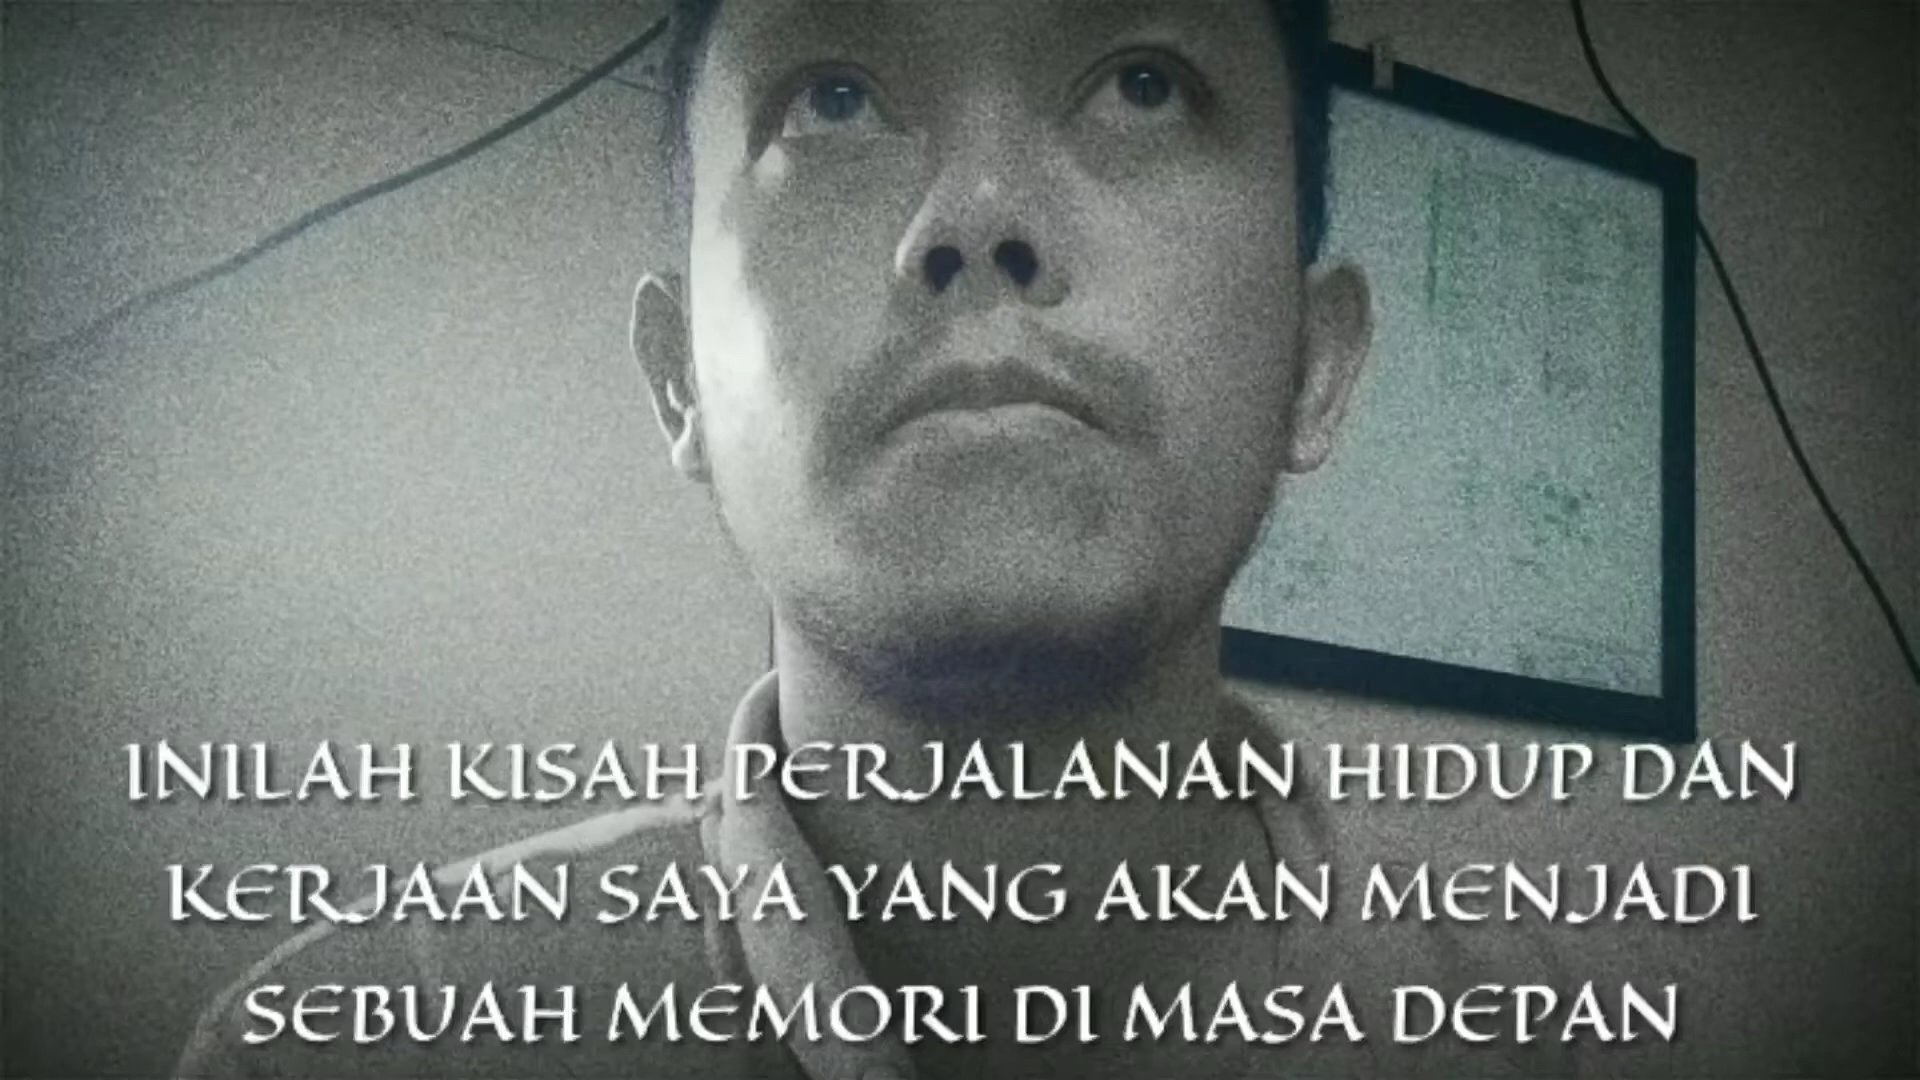 INILAH KISAH PERJALANAN HIDUP DAN
KERJAAN SAYA YANG AKAN MENJADI
SEBUAH MEMORI DI MASA DEPAN